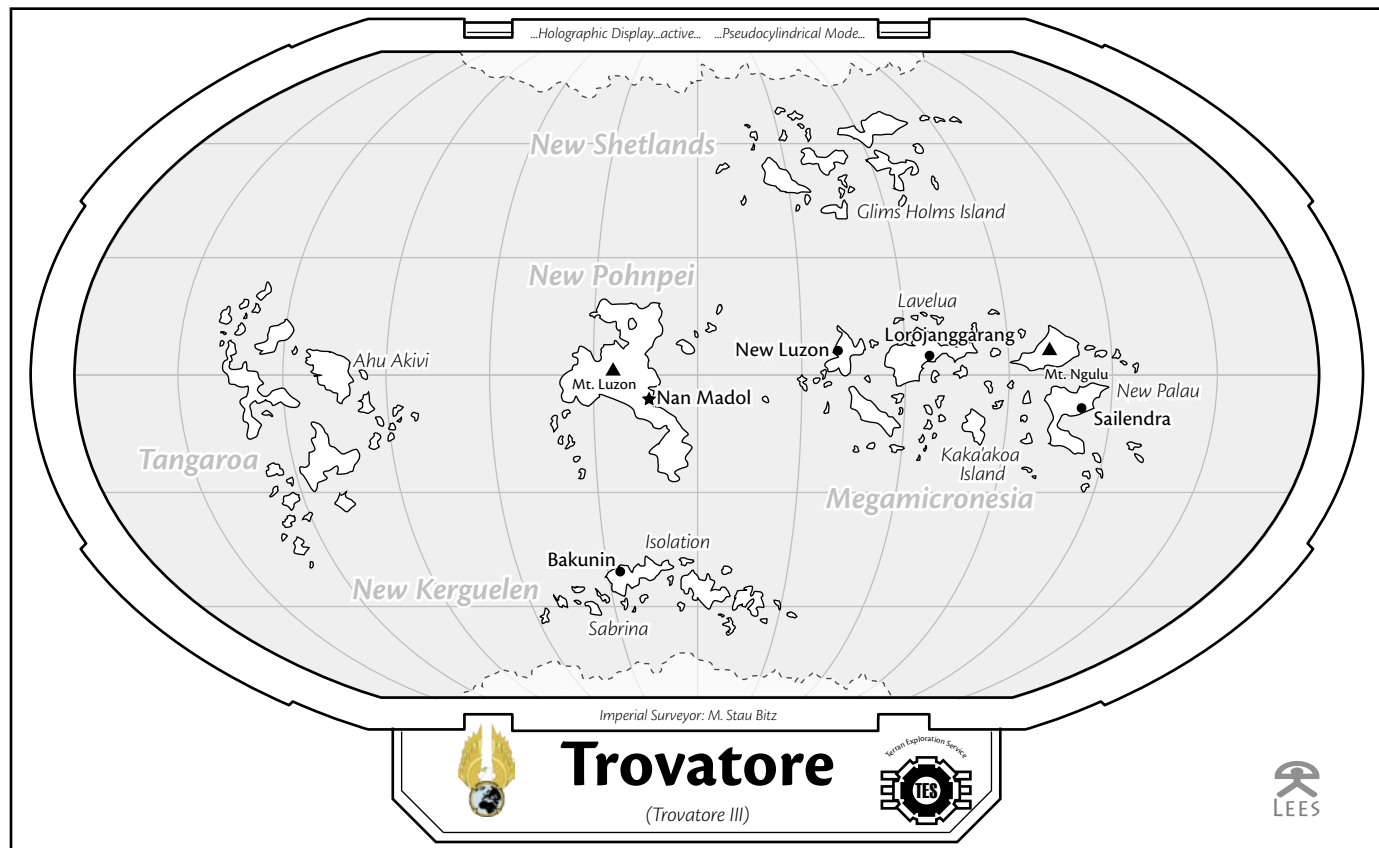 ...Holographic Display...active... ...Pseudocylindrical Mode...
New Shetlands
Glims Holms Island
New Pohnpei
Lavelua
Lorojanggarang
New Luzon
Ahu Akivi
Mt. Luzon
Mt. Ngulu
New Palau
Nan Madol
Sailendra
Tangaroa
Kaka'akoa
Island
Megamicronesia
Isolation
Bakunin
New Kerguelen
Sabrina
Imperial Surveyor: M. Stau Bitz
Terran Exploration Service
Trovatore
TES
(Trovatore III)
LEES